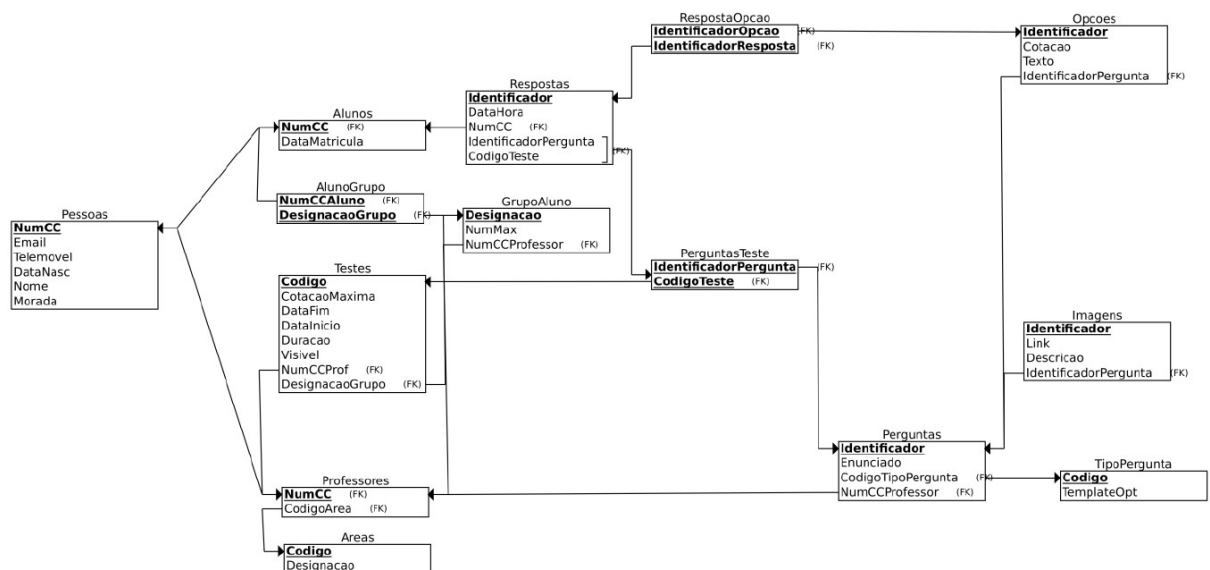 RespostaOpcao
IdentificadorOpcao (FK)
IdentificadorResposta (FK)
Opcoes
Identificador
Cotacao
Texto
IdentificadorPergunta (FK)
Respostas
Identificador
DataHora
NumCC (FK)
IdentificadorPergunta
CodigoTeste (FK)
Alunos
NumCC (FK)
DataMatricula
AlunoGrupo
NumCCAluno (FK)
DesignacaoGrupo (FK)
GrupoAluno
Designacao
NumMax
NumCCProfessor (FK)
Pessoas
NumCC
Email
Telemovel
DataNasc
Nome
Morada
Testes
Codigo
CotacaoMaxima
DataFim
DataInicio
Duracao
Visivel
NumCCProf (FK)
DesignacaoGrupo (FK)
PerguntasTeste
IdentificadorPergunta (FK)
CodigoTeste (FK)
Imagens
Identificador
Link
Descricao
IdentificadorPergunta (FK)
Perguntas
Identificador
Enunciado
CodigoTipoPergunta (FK)
NumCCProfessor (FK)
TipoPergunta
Codigo
TemplateOpt
Professores
NumCC (FK)
CodigoArea (FK)
Areas
Codigo
Designacao